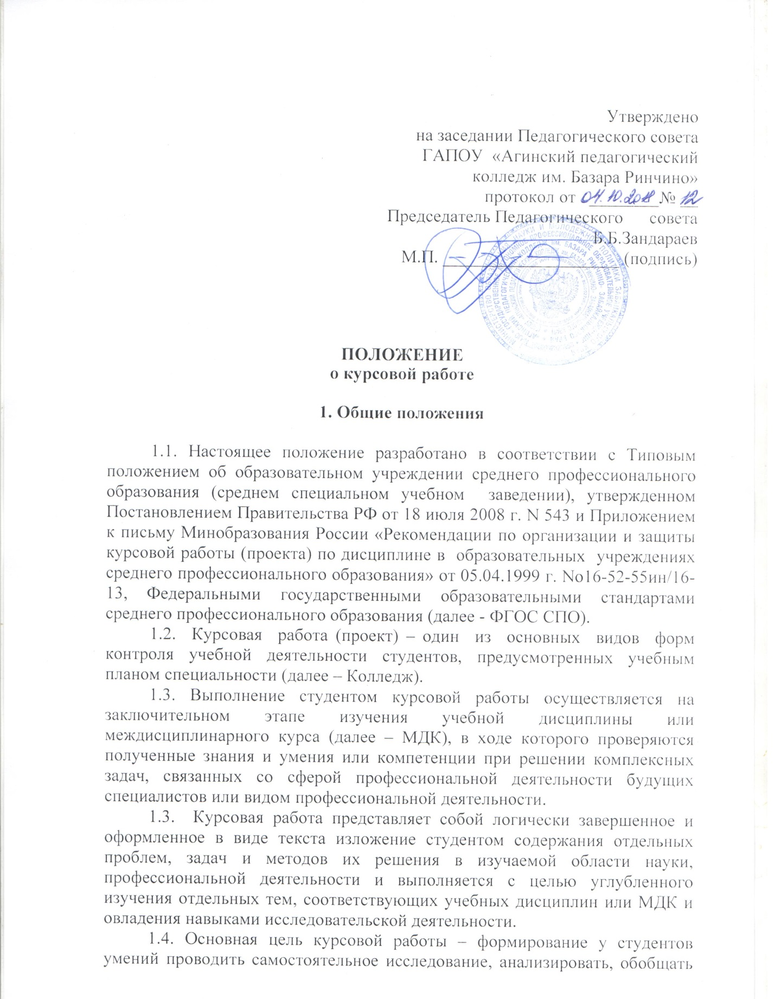 Утверждено
на заседании Педагогического совета
ГАПОУ «Агинский педагогический
колледж им. Базара Ринчино»
протокол от 04.10.2018 № 12
Председатель Педагогического совета
Б.Б.Зандараев
М.П. ____________________ (подпись)
ПОЛОЖЕНИЕ
о курсовой работе
1. Общие положения
1.1. Настоящее положение разработано в соответствии с Типовым
положением об образовательном учреждении среднего профессионального
образования (среднем специальном учебном заведении), утвержденном
Постановлением Правительства РФ от 18 июля 2008 г. N 543 и Приложением
к письму Минобразования России «Рекомендации по организации и защиты
курсовой работы (проекта) по дисциплине в образовательных учреждениях
среднего профессионального образования» от 05.04.1999 г. No16-52-55ин/16-
13, Федеральными государственными образовательными стандартами
среднего профессионального образования (далее - ФГОС СПО).
1.2. Курсовая работа (проект) – один из основных видов форм
контроля учебной деятельности студентов, предусмотренных учебным
планом специальности (далее – Колледж).
1.3. Выполнение студентом курсовой работы осуществляется на
заключительном этапе изучения учебной дисциплины или
междисциплинарного курса (далее – МДК), в ходе которого проверяются
полученные знания и умения или компетенции при решении комплексных
задач, связанных со сферой профессиональной деятельности будущих
специалистов или видом профессиональной деятельности.
1.3. Курсовая работа представляет собой логически завершенное и
оформленное в виде текста изложение студентом содержания отдельных
проблем, задач и методов их решения в изучаемой области науки,
профессиональной деятельности и выполняется с целью углубленного
изучения отдельных тем, соответствующих учебных дисциплин или МДК и
овладения навыками исследовательской деятельности.
1.4. Основная цель курсовой работы – формирование у студентов
умений проводить самостоятельное исследование, анализировать, обобщать